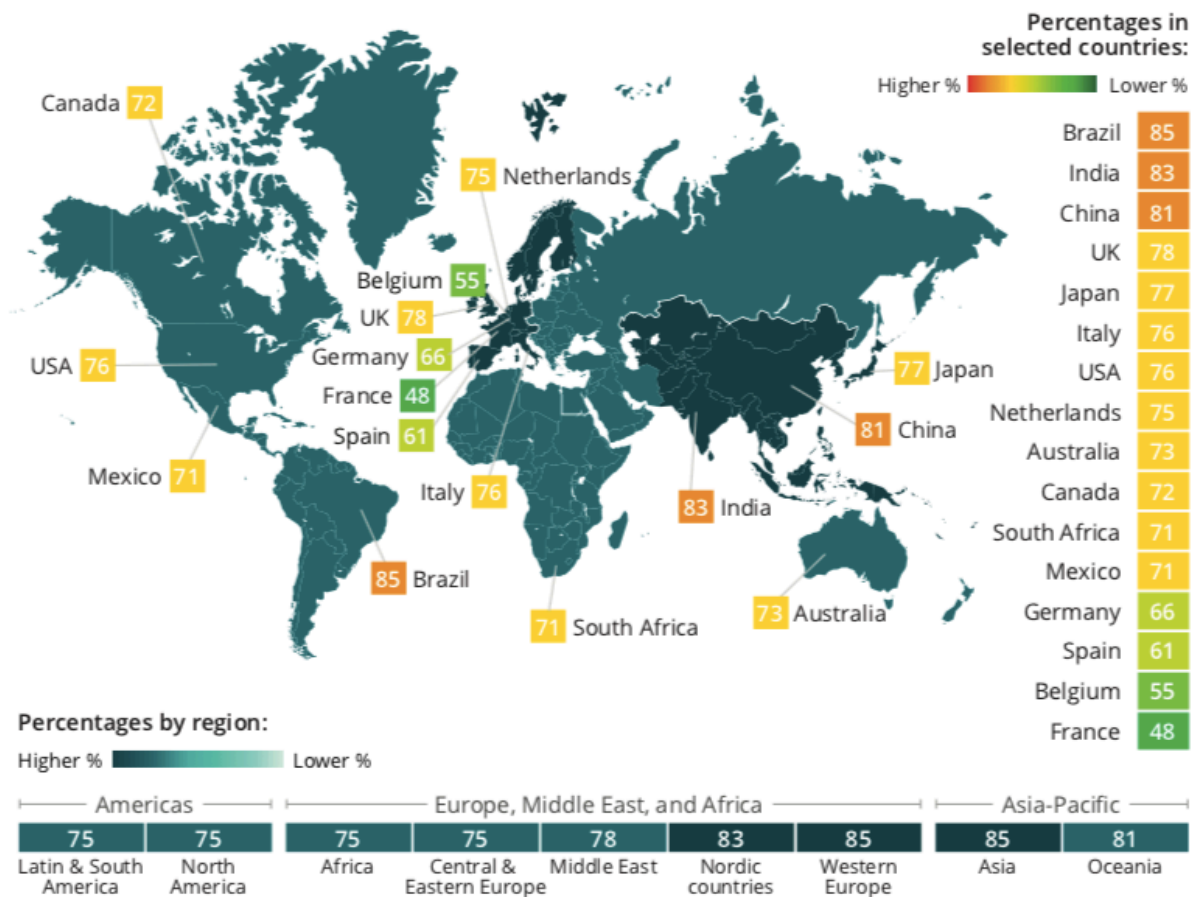 Percentages in
selected countries:
Higher % Lower %
Canada 72
75 Netherlands
Belgium 55
UK 78
Germany 66
France 48
Spain 61
Italy 76
USA 76
Mexico 71
85 Brazil
71 South Africa
77 Japan
81 China
83 India
73 Australia
Brazil 85
India 83
China 81
UK 78
Japan 77
Italy 76
USA 76
Netherlands 75
Australia 73
Canada 72
South Africa 71
Mexico 71
Germany 66
Spain 61
Belgium 55
France 48
Percentages by region:
Higher % Lower %
Americas Europe, Middle East, and Africa Asia-Pacific
75 75 75 75 78 83 85 85 81
Latin & South North Africa Central & Middle East Nordic Western Asia Oceania
America America Eastern Europe countries Europe